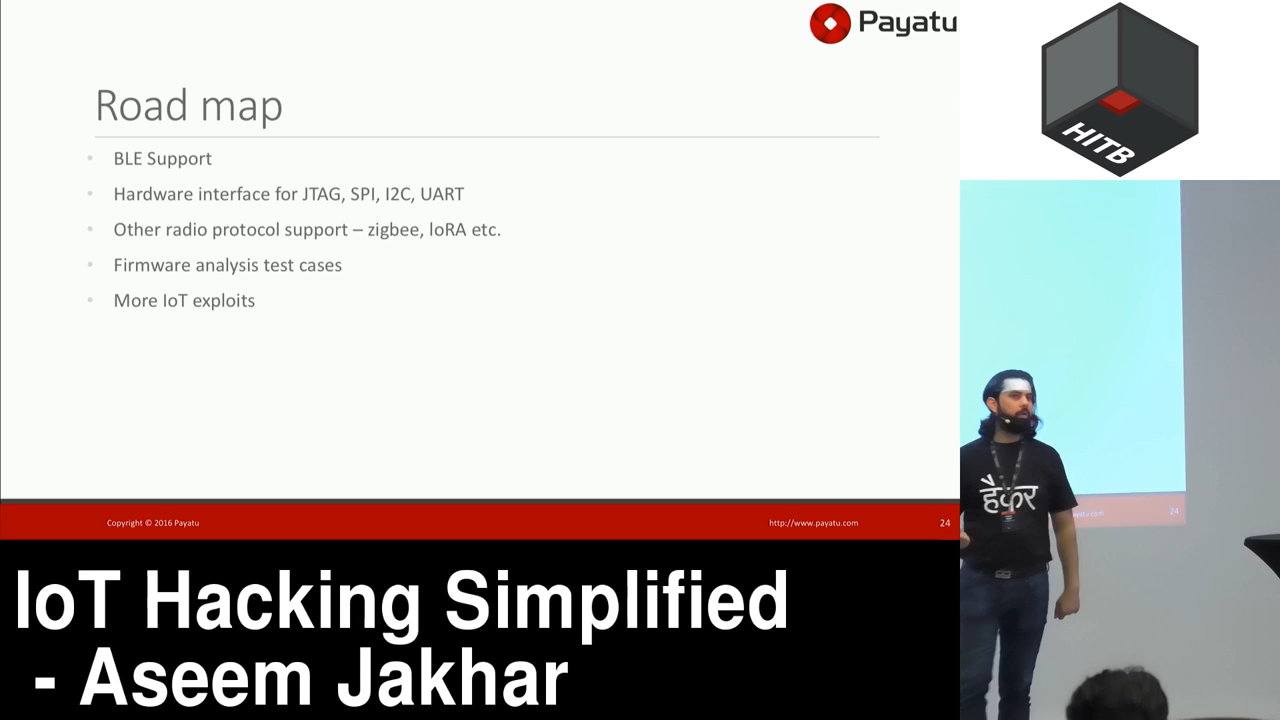 Payatu
Road map
• BLE Support
• Hardware interface for JTAG, SPI, I2C, UART
• Other radio protocol support – zigbee, loRA etc.
• Firmware analysis test cases
• More IoT exploits
Copyright © 2016 Payatu
http://www.payatu.com
24
HITB
हैकर
24
IoT Hacking Simplified
- Aseem Jakhar